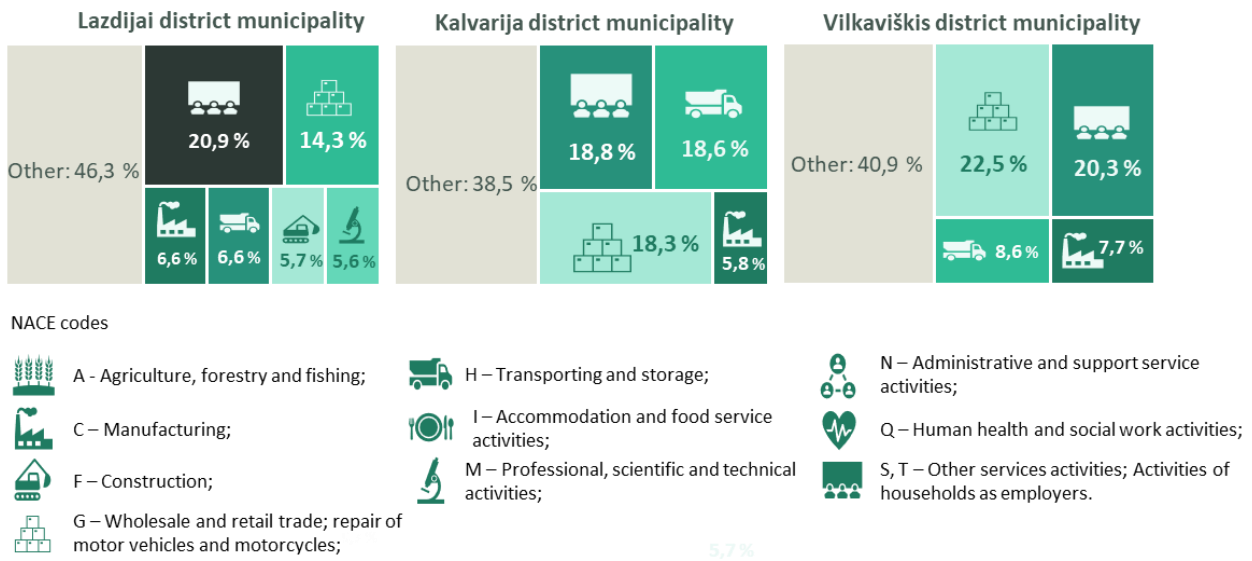 Lazdijai district municipality
Other: 46,3 %
20,9 %
14,3 %
6,6 %
6,6 %
5,7 %
5,6 %
Kalvarija district municipality
Other: 38,5 %
18,8 %
18,6 %
18,3 %
5,8 %
Vilkaviškis district municipality
Other: 40,9 %
22,5 %
20,3 %
8,6 %
7,7 %
NACE codes
A - Agriculture, forestry and fishing;
C – Manufacturing;
F – Construction;
G – Wholesale and retail trade; repair of
motor vehicles and motorcycles;
H – Transporting and storage;
I – Accommodation and food service
activities;
M – Professional, scientific and technical
activities;
N – Administrative and support service
activities;
Q – Human health and social work activities;
S, T – Other services activities; Activities of
households as employers.
5,7 %